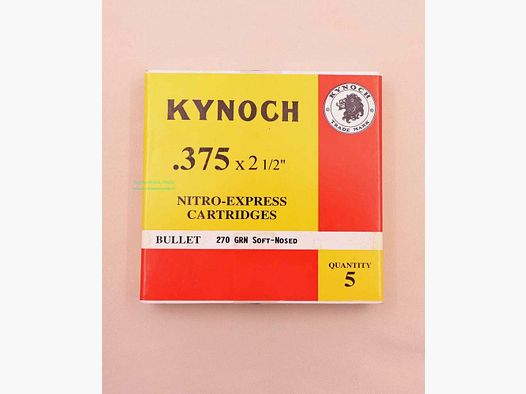 KYNOCH
.375 x 2 1/2"
NITRO-EXPRESS
CARTRIDGES
BULLET 270 GRN SOFT-NOSED
KYNOCH
TRADE MARK
QUANTITY
5